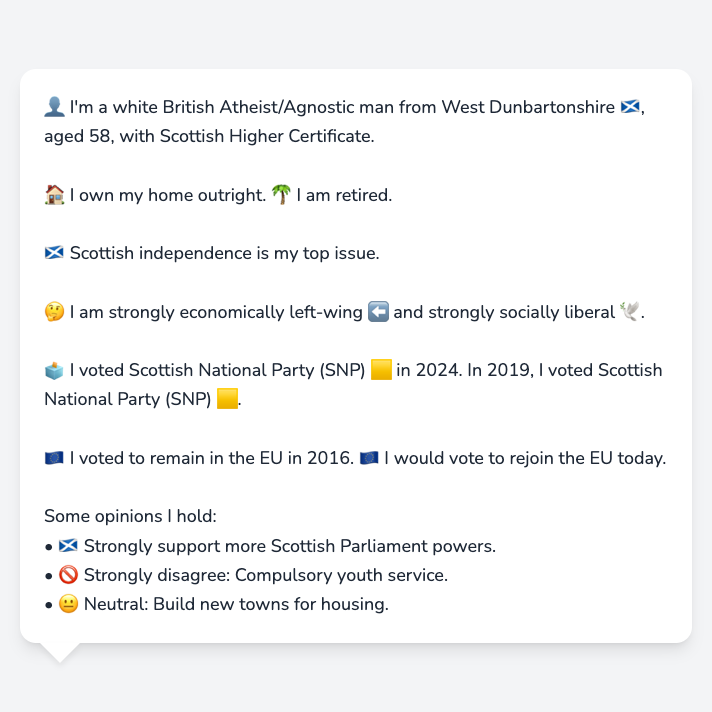 👤 I'm a white British Atheist/Agnostic man from West Dunbartonshire 🏴󠁧󠁢󠁳󠁣󠁴󠁿,
aged 58, with Scottish Higher Certificate.
🏠 I own my home outright. 🌴 I am retired.
🏴󠁧󠁢󠁳󠁣󠁴󠁿 Scottish independence is my top issue.
🤔 I am strongly economically left-wing ⬅️ and strongly socially liberal 🕊️.
🗳️ I voted Scottish National Party (SNP) 🟨 in 2024. In 2019, I voted Scottish
National Party (SNP) 🟨.
🇪🇺 I voted to remain in the EU in 2016. 🇪🇺 I would vote to rejoin the EU today.
Some opinions I hold:
• 🏴󠁧󠁢󠁳󠁣󠁴󠁿 Strongly support more Scottish Parliament powers.
• 🚫 Strongly disagree: Compulsory youth service.
• 😐 Neutral: Build new towns for housing.